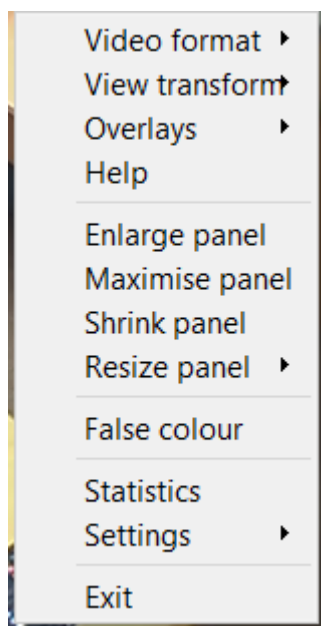 Video format
View transform
Overlays
Help
Enlarge panel
Maximise panel
Shrink panel
Resize panel
False colour
Statistics
Settings
Exit